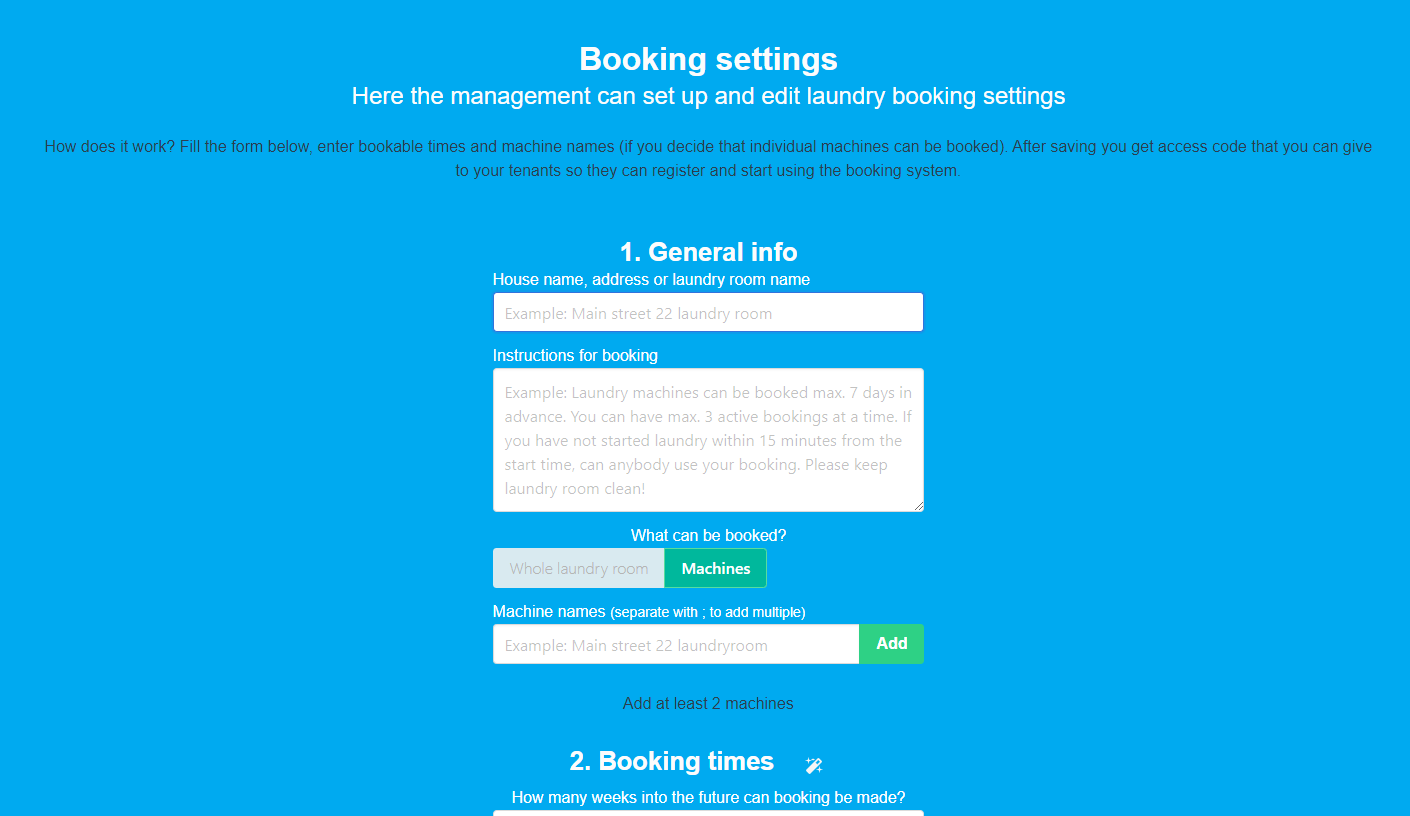 Booking settings
Here the management can set up and edit laundry booking settings
How does it work? Fill the form below, enter bookable times and machine names (if you decide that individual machines can be booked). After saving you get access code that you can give
to your tenants so they can register and start using the booking system.
1. General info
House name, address or laundry room name
Example: Main street 22 laundry room
Instructions for booking
Example: Laundry machines can be booked max. 7 days in
advance. You can have max. 3 active bookings at a time. If
you have not started laundry within 15 minutes from the
start time, can anybody use your booking. Please keep
laundry room clean!
What can be booked?
Whole laundry room Machines
Machine names (separate with ; to add multiple)
Example: Main street 22 laundryroom Add
Add at least 2 machines
2. Booking times
How many weeks into the future can booking be made?